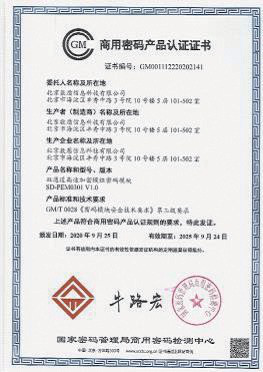 GM
商用密码产品认证证书
证书编号：GM001112220202141
委托人名称及所在地
北京
信息科技有限公司
北京市海淀区丰秀中路3号院10号楼5层101-502室
生产者（制造商）名称及所在地
北京
信息科技有限公司
北京市海淀区丰秀中路3号院10号楼5层101-502室
生产企业名称及所在地
北京
信息科技有限公司
北京市海淀区丰秀中路3号院10号楼5层101-502室
产品名称和型号、版本
密码模块
SD-PEM0301 V1.0
产品标准和技术要求
GM/T 0028《密码模块安全技术要求》第二级要求
上述产品符合商用密码产品认证规则的要求，特此发证。
颁发日期：2020年9月25日
有效期至：2025年9月24日
牛路宏
国家密码管理局商用密码检测中心